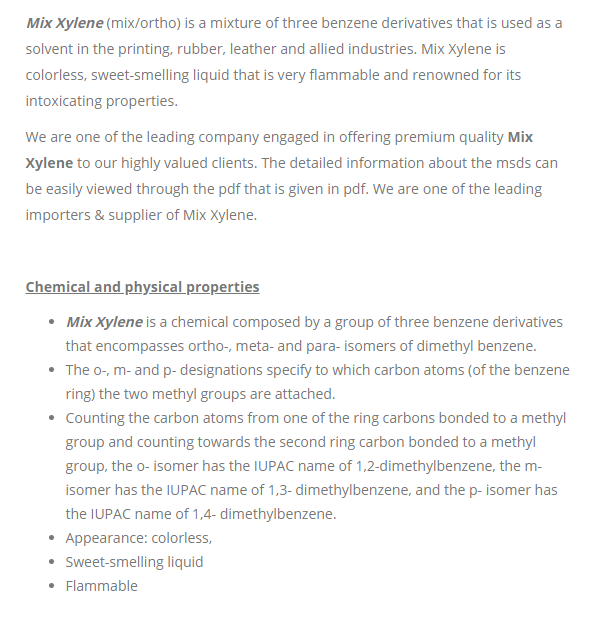 Mix Xylene (mix/ortho) is a mixture of three benzene derivatives that is used as a
solvent in the printing, rubber, leather and allied industries. Mix Xylene is
colorless, sweet-smelling liquid that is very flammable and renowned for its
intoxicating properties.
We are one of the leading company engaged in offering premium quality Mix
Xylene to our highly valued clients. The detailed information about the msds can
be easily viewed through the pdf that is given in pdf. We are one of the leading
importers & supplier of Mix Xylene.
Chemical and physical properties
• Mix Xylene is a chemical composed by a group of three benzene derivatives
that encompasses ortho-, meta- and para- isomers of dimethyl benzene.
• The o-, m- and p- designations specify to which carbon atoms (of the benzene
ring) the two methyl groups are attached.
• Counting the carbon atoms from one of the ring carbons bonded to a methyl
group and counting towards the second ring carbon bonded to a methyl
group, the o- isomer has the IUPAC name of 1,2-dimethylbenzene, the m-
isomer has the IUPAC name of 1,3- dimethylbenzene, and the p- isomer has
the IUPAC name of 1,4- dimethylbenzene.
• Appearance: colorless,
• Sweet-smelling liquid
• Flammable